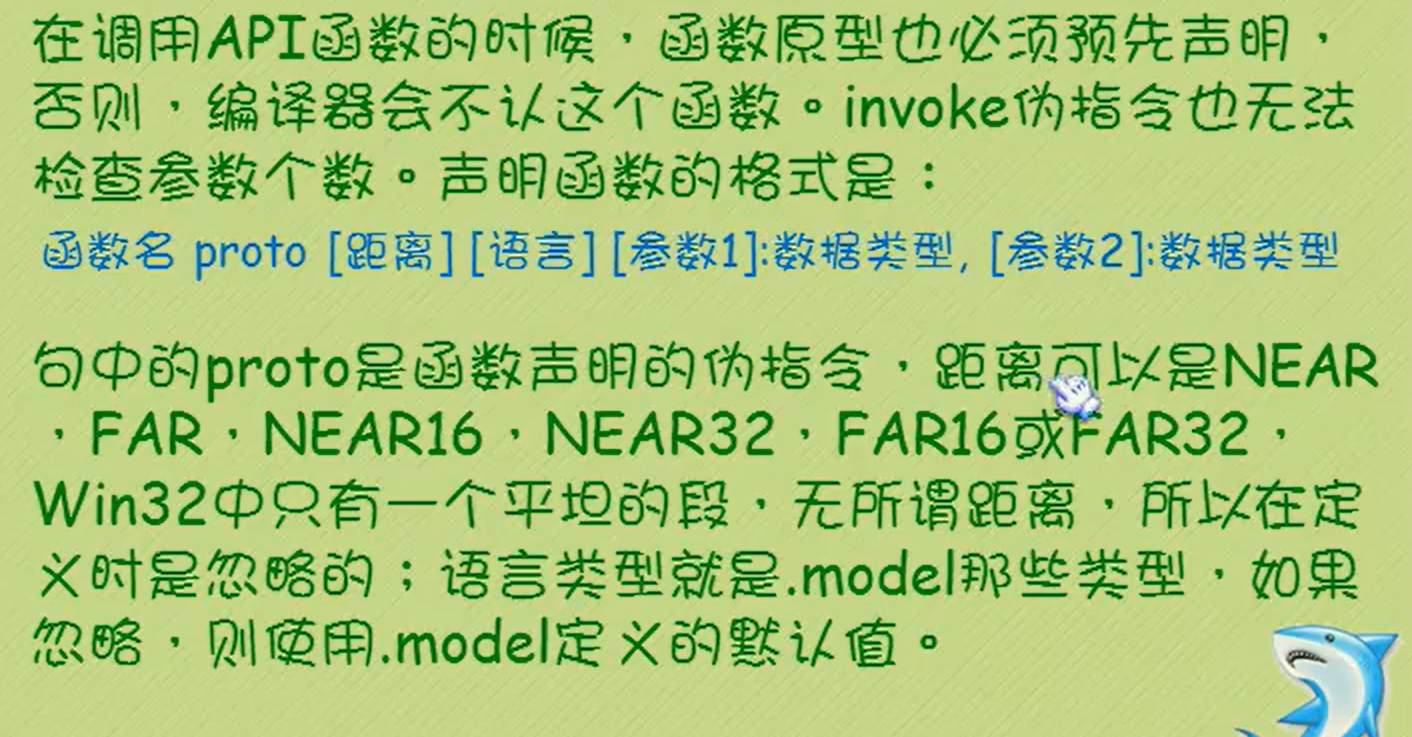 在调用API函数的时候，函数原型也必须预先声明，
否则，编译器会不认这个函数。invoke伪指令也无法
检查参数个数。声明函数的格式是：
函数名 proto [距离] [语言] [参数1]:数据类型, [参数2]:数据类型
句中的proto是函数声明的伪指令，距离可以是NEAR
，FAR，NEAR16，NEAR32，FAR16或FAR32，
Win32中只有一个平坦的段，无所谓距离，所以在定
义时是忽略的；语言类型就是.model那些类型，如果
忽略，则使用.model定义的默认值。